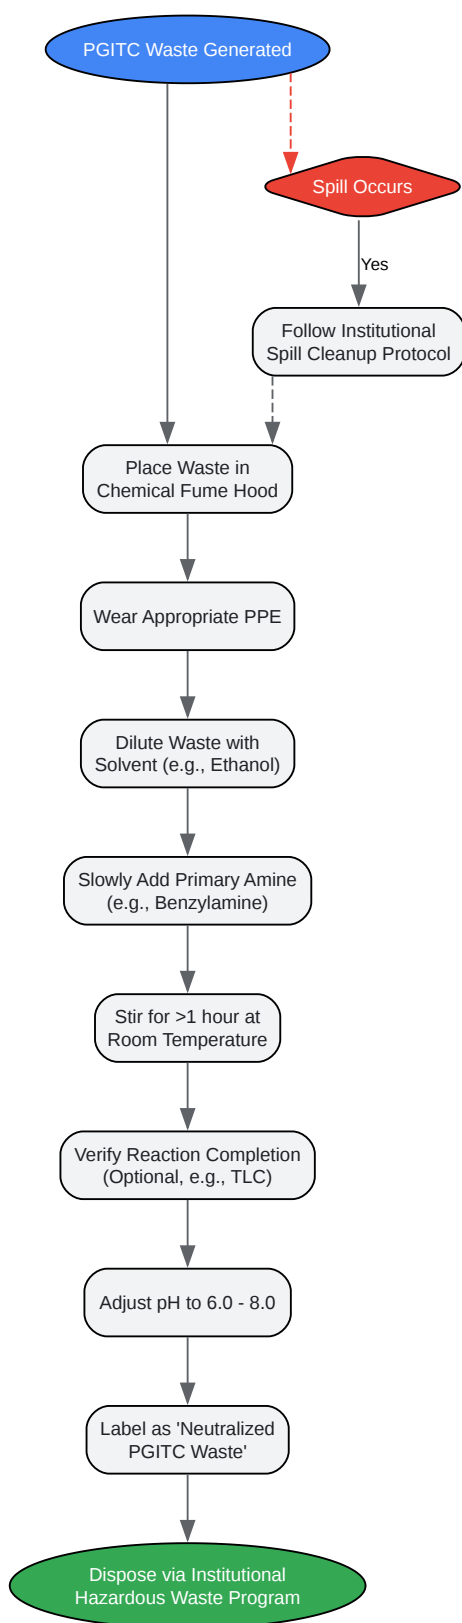 PGITC Waste Generated
Spill Occurs
Yes
Follow Institutional
Spill Cleanup Protocol
Place Waste in
Chemical Fume Hood
Wear Appropriate PPE
Dilute Waste with
Solvent (e.g., Ethanol)
Slowly Add Primary Amine
(e.g., Benzylamine)
Stir for >1 hour at
Room Temperature
Verify Reaction Completion
(Optional, e.g., TLC)
Adjust pH to 6.0 - 8.0
Label as 'Neutralized
PGITC Waste'
Dispose via Institutional
Hazardous Waste Program